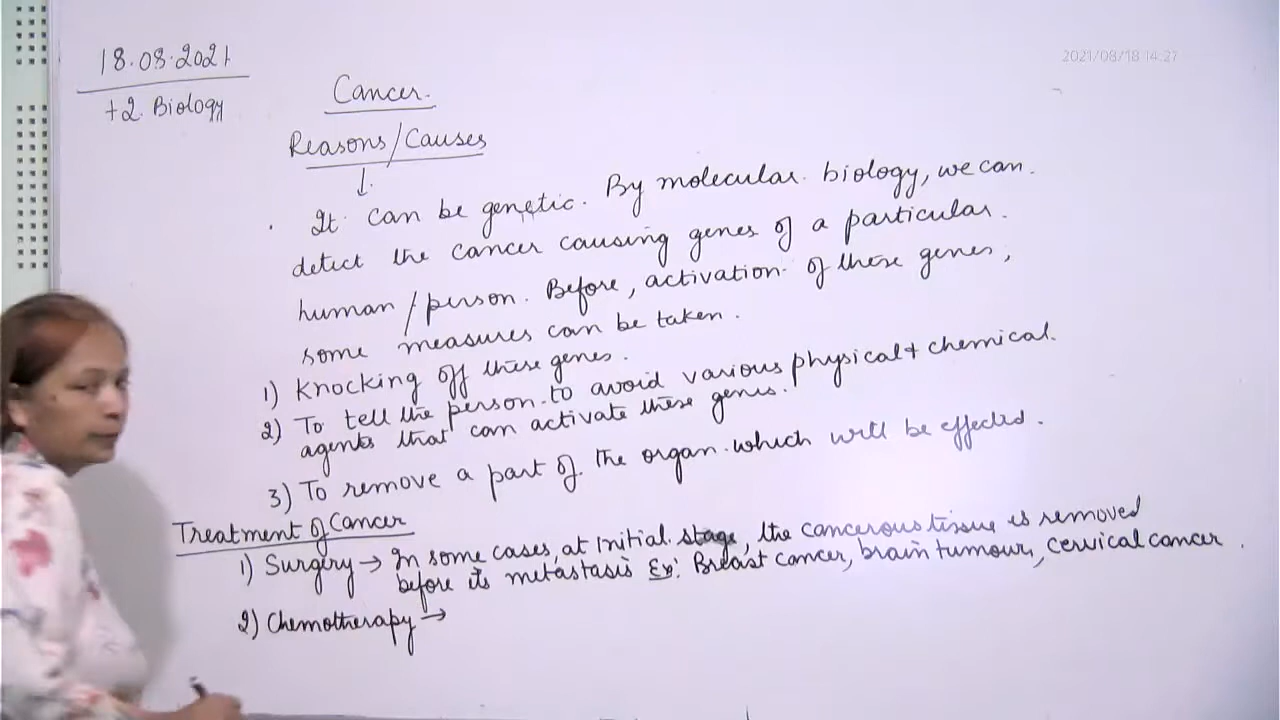 18.08.2021
+2. Biology
2021/08/18 14:27
Cancer.
Reasons/Causes
It can be genetic. By molecular biology, we can.
detect the cancer causing genes of a particular.
human/person. Before, activation of these genes,
some measures can be taken.
1) Knocking off these genes.
2) To tell the person to avoid various physical + chemical.
agents that can activate these genes.
3) To remove a part of the organ which will be effected.
Treatment of Cancer
1) Surgery → In some cases, at initial stage, the cancerous tissue is removed
before its metastasis Ex: Breast cancer, brain tumour, cervical cancer.
2) Chemotherapy →